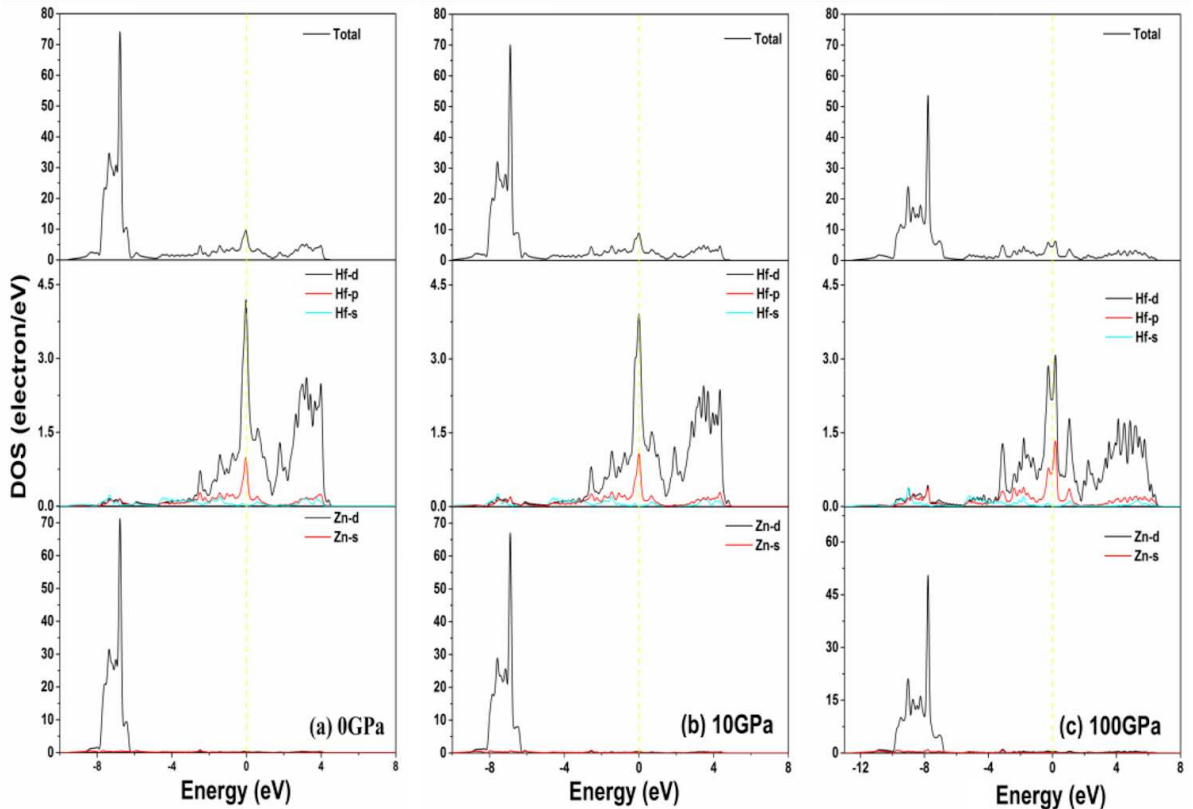 DOS (electron/eV)
80
70
60
50
40
30
20
10
0
Total
4.5
3.0
1.5
0.0
Hf-d
Hf-p
Hf-s
70
60
50
40
30
20
10
0
Zn-d
Zn-s
(a) 0GPa
-8 -4 0 4 8
Energy (eV)
80
70
60
50
40
30
20
10
0
Total
4.5
3.0
1.5
0.0
Hf-d
Hf-p
Hf-s
70
60
50
40
30
20
10
0
Zn-d
Zn-s
(b) 10GPa
-8 -4 0 4 8
Energy (eV)
80
70
60
50
40
30
20
10
0
Total
4.5
3.0
1.5
0.0
Hf-d
Hf-p
Hf-s
60
45
30
15
0
Zn-d
Zn-s
(c) 100GPa
-12 -8 -4 0 4 8
Energy (eV)